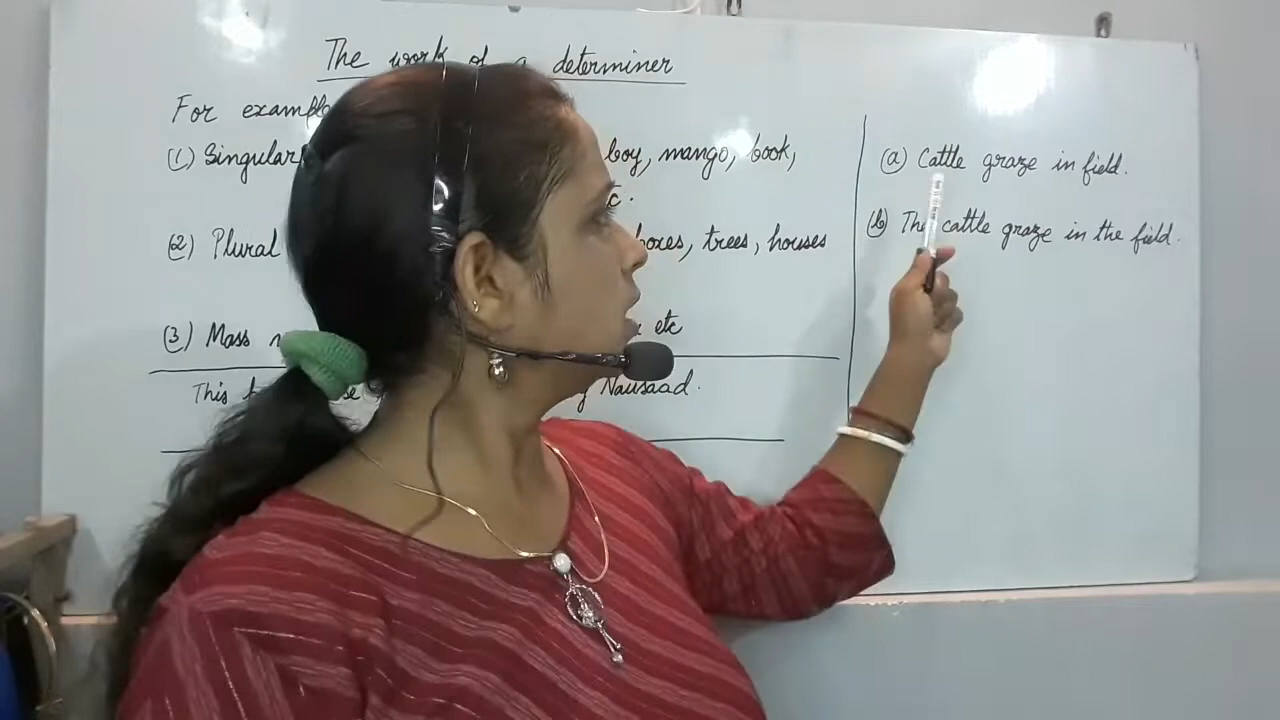 The work of a determiner
For example
(1) Singular boy, mango, book,
(2) Plural boxes, trees, houses
(3) Mass etc
This Nausaad.
(a) Cattle graze in field.
(b) The cattle graze in the field.